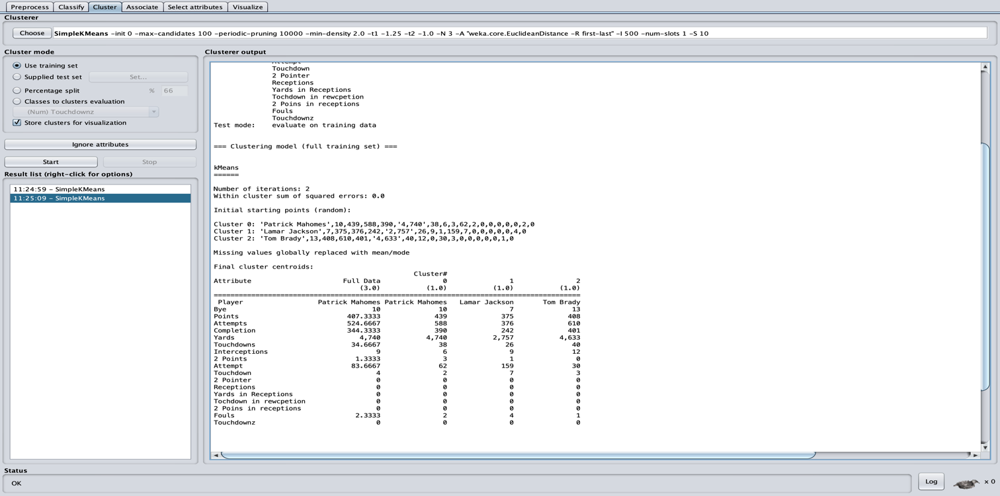 Preprocess Classify Cluster Associate Select attributes Visualize
Clusterer
Choose SimpleKMeans -init 0 -max-candidates 100 -periodic-pruning 10000 -min-density 2.0 -t1 -1.25 -t2 -1.0 -N 3 -A "weka.core.EuclideanDistance -R first-last" -I 500 -num-slots 1 -S 10
Cluster mode
Use training set
Supplied test set Set...
Percentage split % 66
Classes to clusters evaluation
(Num) Touchdownz
Store clusters for visualization
Ignore attributes
Start Stop
Result list (right-click for options)
11:24:59 - SimpleKMeans
11:25:09 - SimpleKMeans
Clusterer output
Attempt
Touchdown
2 Pointer
Receptions
Yards in Receptions
Tochdown in rewcpetion
2 Poins in receptions
Fouls
Touchdownz
Test mode: evaluate on training data
=== Clustering model (full training set) ===
kMeans
======
Number of iterations: 2
Within cluster sum of squared errors: 0.0
Initial starting points (random):
Cluster 0: 'Patrick Mahomes',10,439,588,390,'4,740',38,6,3,62,2,0,0,0,0,0,2,0
Cluster 1: 'Lamar Jackson',7,375,376,242,'2,757',26,9,1,159,7,0,0,0,0,0,4,0
Cluster 2: 'Tom Brady',13,408,610,401,'4,633',40,12,0,30,3,0,0,0,0,0,1,0
Missing values globally replaced with mean/mode
Final cluster centroids:
Cluster#
Attribute Full Data 0 1 2
(3.0) (1.0) (1.0) (1.0)
========================================================================================
Player Patrick Mahomes Patrick Mahomes Lamar Jackson Tom Brady
Bye 10 10 7 13
Points 407.3333 439 375 408
Attempts 524.6667 588 376 610
Completion 344.3333 390 242 401
Yards 4,740 4,740 2,757 4,633
Touchdowns 34.6667 38 26 40
Interceptions 9 6 9 12
2 Points 1.3333 3 1 0
Attempt 83.6667 62 159 30
Touchdown 4 2 7 3
2 Pointer 0 0 0 0
Receptions 0 0 0 0
Yards in Receptions 0 0 0 0
Tochdown in rewcpetion 0 0 0 0
2 Poins in receptions 0 0 0 0
Fouls 2.3333 2 4 1
Touchdownz 0 0 0 0
Status
OK
Log x 0